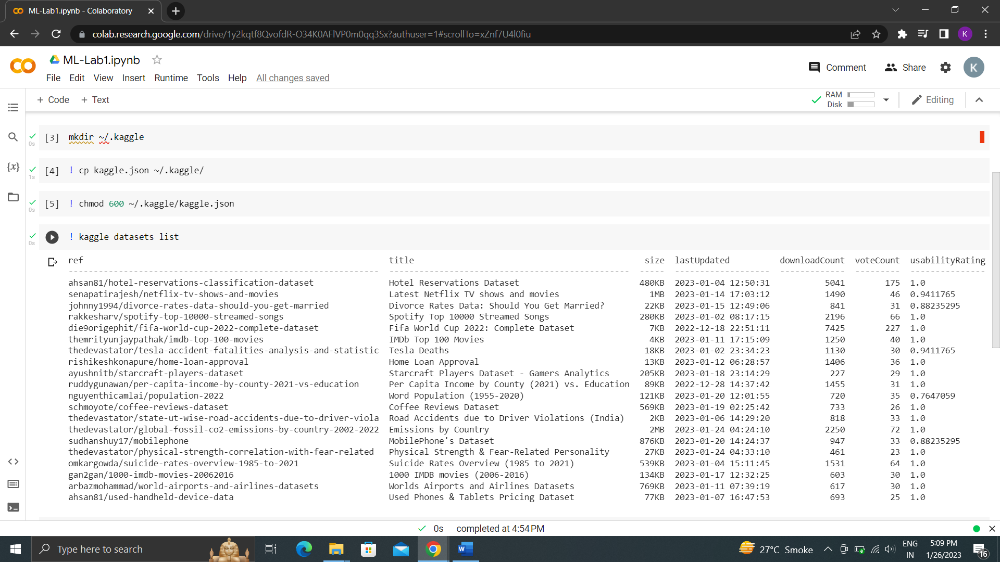 ML-Lab1.ipynb - Colaboratory
colab.research.google.com/drive/1y2kqtf8QvofdR-O34K0AFlVP0m0qq3Sx?authuser=1#scrollTo=xZnf7U4l0fiu
K
CO ML-Lab1.ipynb
Comment Share K
File Edit View Insert Runtime Tools Help All changes saved
+ Code + Text
RAM
Disk
Editing
[3] mkdir ~/.kaggle
0s
{x}
[4] ! cp kaggle.json ~/.kaggle/
1s
[5] ! chmod 600 ~/.kaggle/kaggle.json
0s
! kaggle datasets list
0s
ref title size lastUpdated downloadCount voteCount usabilityRating
-------------------------------------------------------------- ------------------------------------------------ ----- ------------------- ------------- --------- ---------------
ahsan81/hotel-reservations-classification-dataset Hotel Reservations Dataset 480KB 2023-01-04 12:50:31 5041 175 1.0
senapatirajesh/netflix-tv-shows-and-movies Latest Netflix TV shows and movies 1MB 2023-01-14 17:03:12 1490 46 0.9411765
johnny1994/divorce-rates-data-should-you-get-married Divorce Rates Data: Should You Get Married? 22KB 2023-01-15 12:49:06 841 31 0.88235295
rakkesharv/spotify-top-10000-streamed-songs Spotify Top 10000 Streamed Songs 280KB 2023-01-02 08:17:15 2196 66 1.0
die9origephit/fifa-world-cup-2022-complete-dataset Fifa World Cup 2022: Complete Dataset 7KB 2022-12-18 22:51:11 7425 227 1.0
themrityunjaypathak/imdb-top-100-movies IMDb Top 100 Movies 4KB 2023-01-11 17:15:09 1250 40 1.0
thedevastator/tesla-accident-fatalities-analysis-and-statistic Tesla Deaths 18KB 2023-01-02 23:34:23 1130 30 0.9411765
rishikeshkonapure/home-loan-approval Home Loan Approval 13KB 2023-01-12 06:28:57 1406 36 1.0
ayushnitb/starcraft-players-dataset Starcraft Players Dataset - Gamers Analytics 205KB 2023-01-18 23:14:29 227 29 1.0
ruddygunawan/per-capita-income-by-county-2021-vs-education Per Capita Income by County (2021) vs. Education 89KB 2022-12-28 14:37:42 1455 31 1.0
nguyenthicamlai/population-2022 Word Population (1955-2020) 121KB 2023-01-20 12:01:55 720 35 0.7647059
schmoyote/coffee-reviews-dataset Coffee Reviews Dataset 569KB 2023-01-19 02:25:42 733 26 1.0
thedevastator/state-ut-wise-road-accidents-due-to-driver-viola Road Accidents due to Driver Violations (India) 2KB 2023-01-06 14:29:20 818 33 1.0
thedevastator/global-fossil-co2-emissions-by-country-2002-2022 Emissions by Country 2MB 2023-01-24 04:24:10 2250 72 1.0
sudhanshuy17/mobilephone MobilePhone's Dataset 876KB 2023-01-20 14:24:37 947 33 0.88235295
thedevastator/physical-strength-correlation-with-fear-related Physical Strength & Fear-Related Personality 27KB 2023-01-24 04:33:10 461 23 1.0
omkargowda/suicide-rates-overview-1985-to-2021 Suicide Rates Overview (1985 to 2021) 539KB 2023-01-04 15:11:45 1531 64 1.0
gan2gan/1000-imdb-movies-20062016 1000 IMDB movies (2006-2016) 134KB 2023-01-17 12:32:25 603 30 1.0
arbazmohammad/world-airports-and-airlines-datasets Worlds Airports and Airlines Datasets 769KB 2023-01-11 07:39:19 617 30 1.0
ahsan81/used-handheld-device-data Used Phones & Tablets Pricing Dataset 77KB 2023-01-07 16:47:53 693 25 1.0
0s completed at 4:54 PM
Type here to search
W
27°C Smoke
ENG
IN
5:09 PM
1/26/2023
16